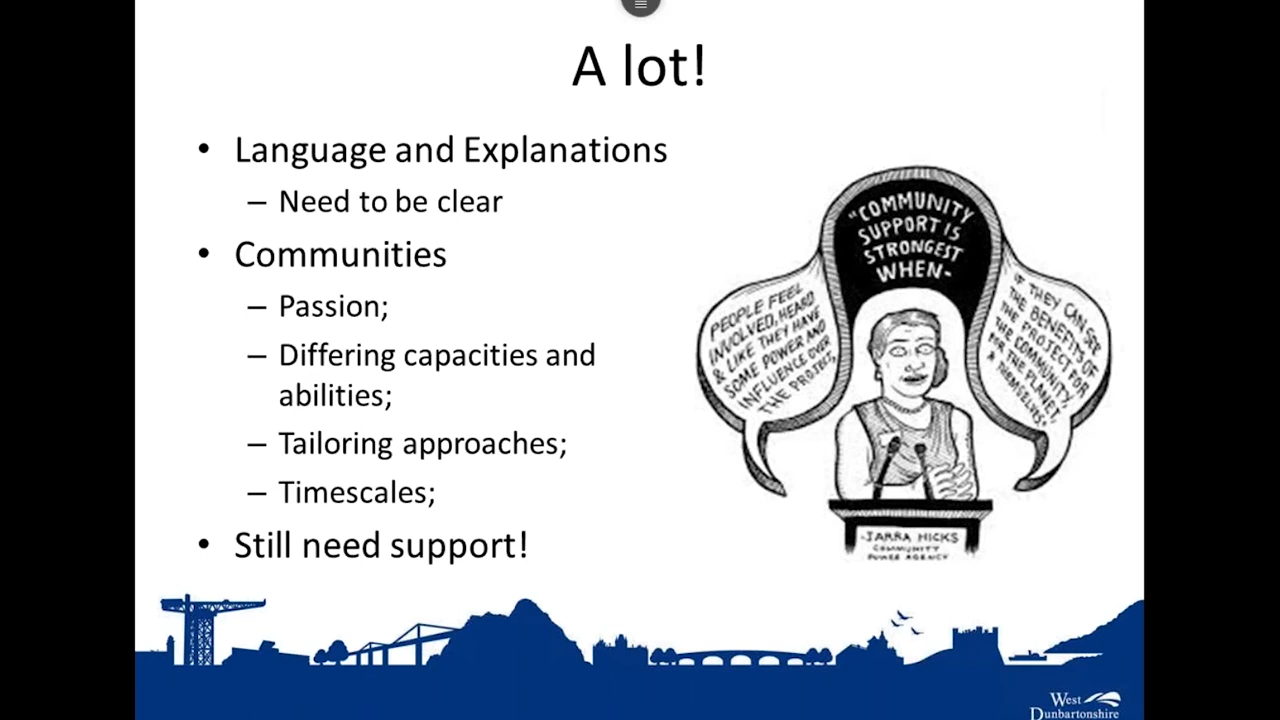 A lot!
• Language and Explanations
– Need to be clear
• Communities
– Passion;
– Differing capacities and
abilities;
– Tailoring approaches;
– Timescales;
• Still need support!
"COMMUNITY
SUPPORT IS
STRONGEST
WHEN-
PEOPLE FEEL
INVOLVED, HEARD
& LIKE THEY HAVE
SOME POWER AND
INFLUENCE OVER
THE PROJECT,
IF THEY CAN SEE
THE BENEFITS OF
THE PROJECT FOR
THE COMMUNITY,
FOR THE PLANET
& THEMSELVES"
-JARRA HICKS
COMMUNITY
POWER AGENCY
West
Dunbartonshire